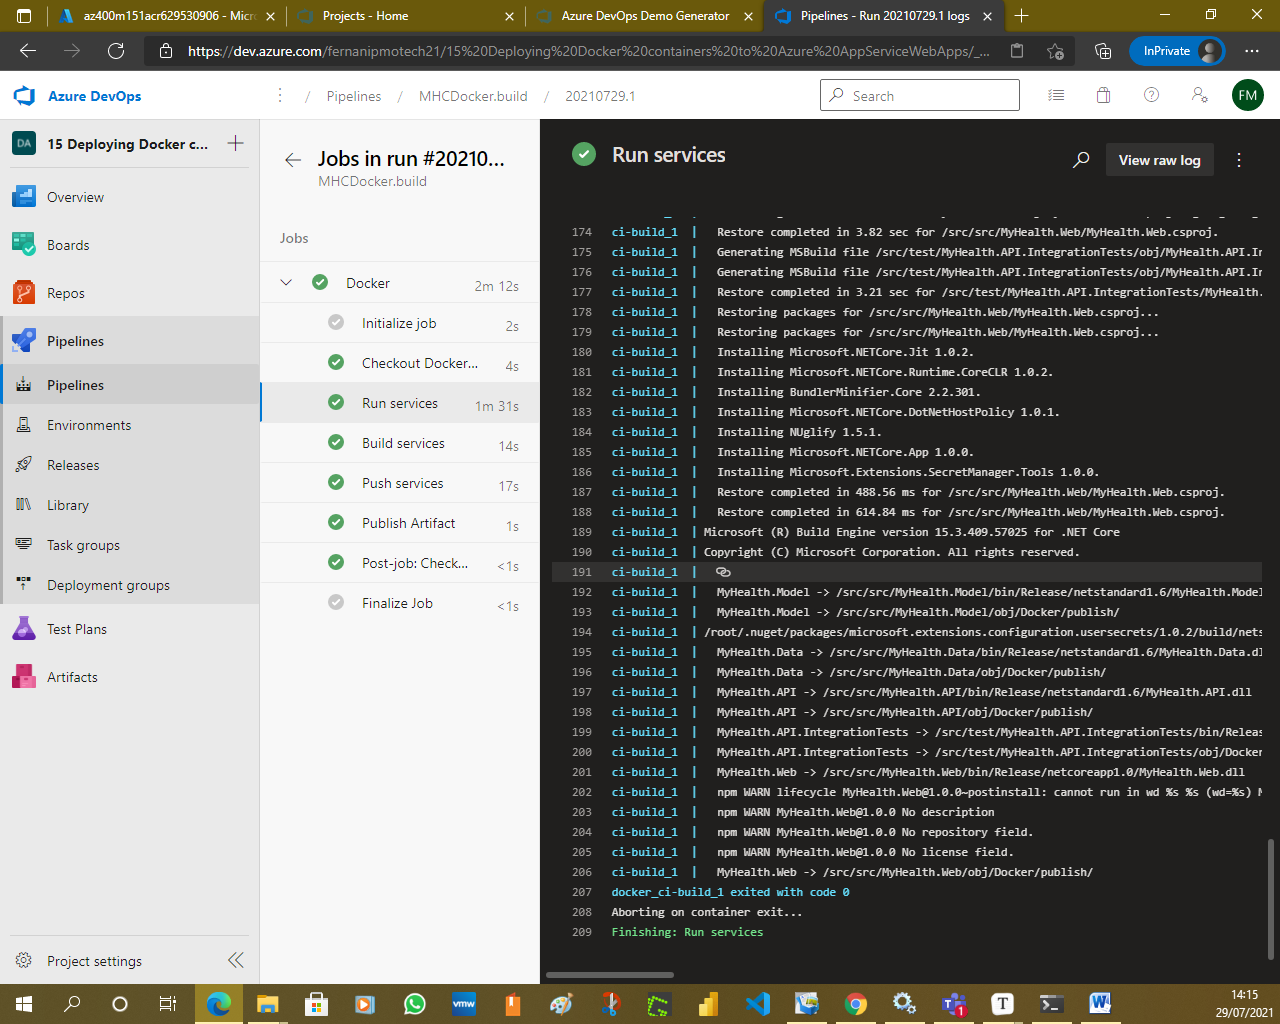 az400m151acr629530906 - Micr
Projects - Home
Azure DevOps Demo Generator
Pipelines - Run 20210729.1 logs
https://dev.azure.com/fernanipmotech21/15%20Deploying%20Docker%20containers%20to%20Azure%20AppServiceWebApps/_...
InPrivate
Azure DevOps
/ Pipelines / MHCDocker.build / 20210729.1
Search
FM
DA
15 Deploying Docker c...
Overview
Boards
Repos
Pipelines
Pipelines
Environments
Releases
Library
Task groups
Deployment groups
Test Plans
Artifacts
Project settings
Jobs in run #20210...
MHCDocker.build
Jobs
Docker 2m 12s
Initialize job 2s
Checkout Docker... 4s
Run services 1m 31s
Build services 14s
Push services 17s
Publish Artifact 1s
Post-job: Check... <1s
Finalize Job <1s
Run services
View raw log
174 ci-build_1 | Restore completed in 3.82 sec for /src/src/MyHealth.Web/MyHealth.Web.csproj.
175 ci-build_1 | Generating MSBuild file /src/test/MyHealth.API.IntegrationTests/obj/MyHealth.API.In
176 ci-build_1 | Generating MSBuild file /src/test/MyHealth.API.IntegrationTests/obj/MyHealth.API.In
177 ci-build_1 | Restore completed in 3.21 sec for /src/test/MyHealth.API.IntegrationTests/MyHealth.
178 ci-build_1 | Restoring packages for /src/src/MyHealth.Web/MyHealth.Web.csproj...
179 ci-build_1 | Restoring packages for /src/src/MyHealth.Web/MyHealth.Web.csproj...
180 ci-build_1 | Installing Microsoft.NETCore.Jit 1.0.2.
181 ci-build_1 | Installing Microsoft.NETCore.Runtime.CoreCLR 1.0.2.
182 ci-build_1 | Installing BundlerMinifier.Core 2.2.301.
183 ci-build_1 | Installing Microsoft.NETCore.DotNetHostPolicy 1.0.1.
184 ci-build_1 | Installing NUglify 1.5.1.
185 ci-build_1 | Installing Microsoft.NETCore.App 1.0.0.
186 ci-build_1 | Installing Microsoft.Extensions.SecretManager.Tools 1.0.0.
187 ci-build_1 | Restore completed in 488.56 ms for /src/src/MyHealth.Web/MyHealth.Web.csproj.
188 ci-build_1 | Restore completed in 614.84 ms for /src/src/MyHealth.Web/MyHealth.Web.csproj.
189 ci-build_1 | Microsoft (R) Build Engine version 15.3.409.57025 for .NET Core
190 ci-build_1 | Copyright (C) Microsoft Corporation. All rights reserved.
191 ci-build_1 |
192 ci-build_1 | MyHealth.Model -> /src/src/MyHealth.Model/bin/Release/netstandard1.6/MyHealth.Model
193 ci-build_1 | MyHealth.Model -> /src/src/MyHealth.Model/obj/Docker/publish/
194 ci-build_1 | /root/.nuget/packages/microsoft.extensions.configuration.usersecrets/1.0.2/build/nets
195 ci-build_1 | MyHealth.Data -> /src/src/MyHealth.Data/bin/Release/netstandard1.6/MyHealth.Data.dl
196 ci-build_1 | MyHealth.Data -> /src/src/MyHealth.Data/obj/Docker/publish/
197 ci-build_1 | MyHealth.API -> /src/src/MyHealth.API/bin/Release/netstandard1.6/MyHealth.API.dll
198 ci-build_1 | MyHealth.API -> /src/src/MyHealth.API/obj/Docker/publish/
199 ci-build_1 | MyHealth.API.IntegrationTests -> /src/test/MyHealth.API.IntegrationTests/bin/Releas
200 ci-build_1 | MyHealth.API.IntegrationTests -> /src/test/MyHealth.API.IntegrationTests/obj/Docker
201 ci-build_1 | MyHealth.Web -> /src/src/MyHealth.Web/bin/Release/netcoreapp1.0/MyHealth.Web.dll
202 ci-build_1 | npm WARN lifecycle MyHealth.Web@1.0.0~postinstall: cannot run in wd %s %s (wd=%s) M
203 ci-build_1 | npm WARN MyHealth.Web@1.0.0 No description
204 ci-build_1 | npm WARN MyHealth.Web@1.0.0 No repository field.
205 ci-build_1 | npm WARN MyHealth.Web@1.0.0 No license field.
206 ci-build_1 | MyHealth.Web -> /src/src/MyHealth.Web/obj/Docker/publish/
207 docker_ci-build_1 exited with code 0
208 Aborting on container exit...
209 Finishing: Run services
vmw
1
T
14:15
29/07/2021